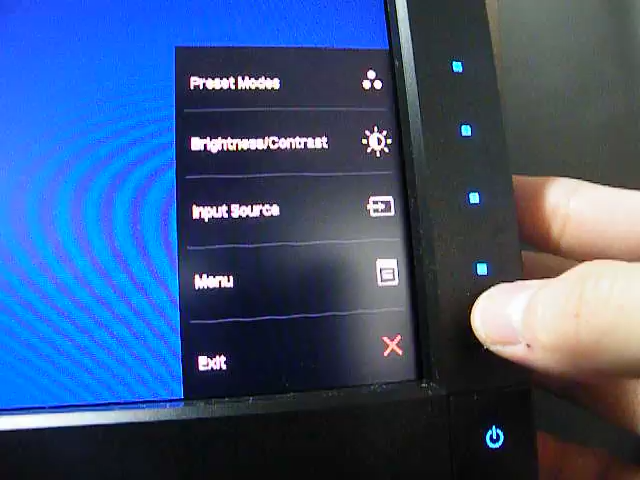 Preset Modes
Brightness/Contrast
Input Source
Menu
Exit